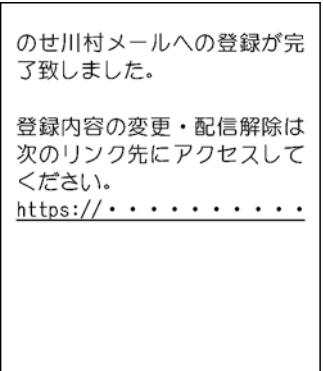 のせ川村メールへの登録が完
了致しました。
登録内容の変更・配信解除は
次のリンク先にアクセスして
ください。
https://・・・・・・・・・・